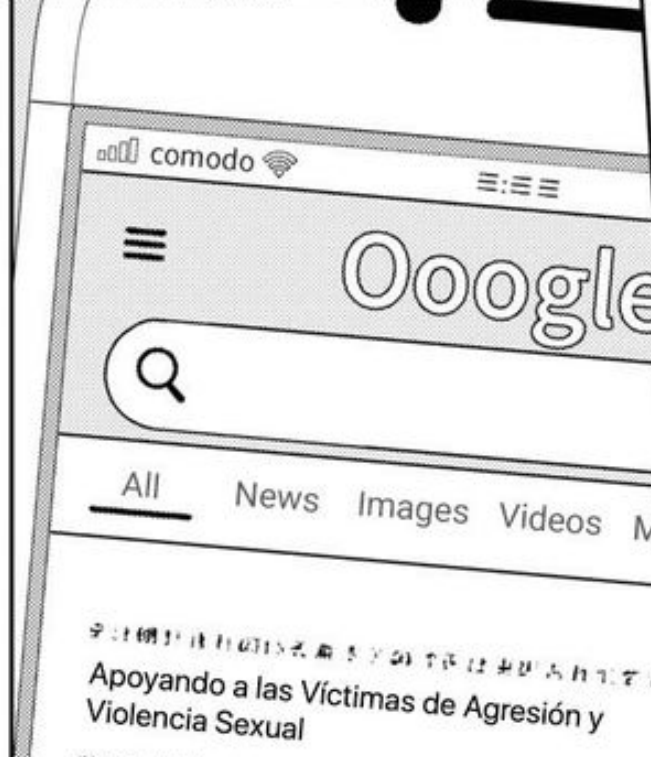 comodo
Ooogle
All News Images Videos
Apoyando a las Víctimas de Agresión y
Violencia Sexual